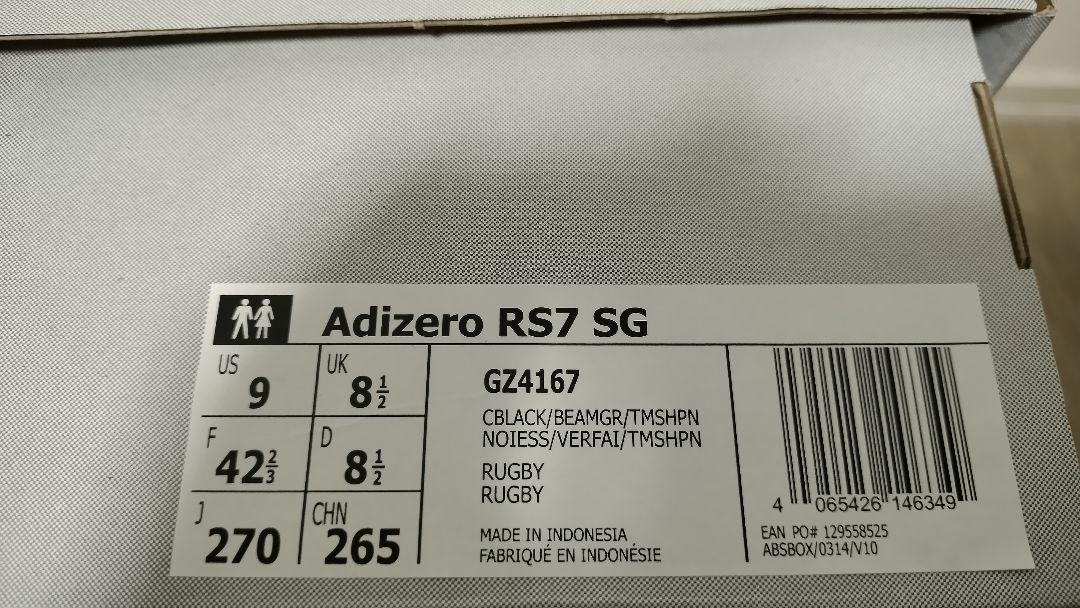 Adizero RS7 SG
US 9
UK 8 1/2
F 42 2/3
D 8 1/2
J 270
CHN 265
GZ4167
CBLACK/BEAMGR/TMSHPN
NOIESS/VERFAI/TMSHPN
RUGBY
RUGBY
MADE IN INDONESIA
FABRIQUÉ EN INDONÉSIE
4 065426 146349
EAN PO# 129558525
ABSBOX/0314/V10